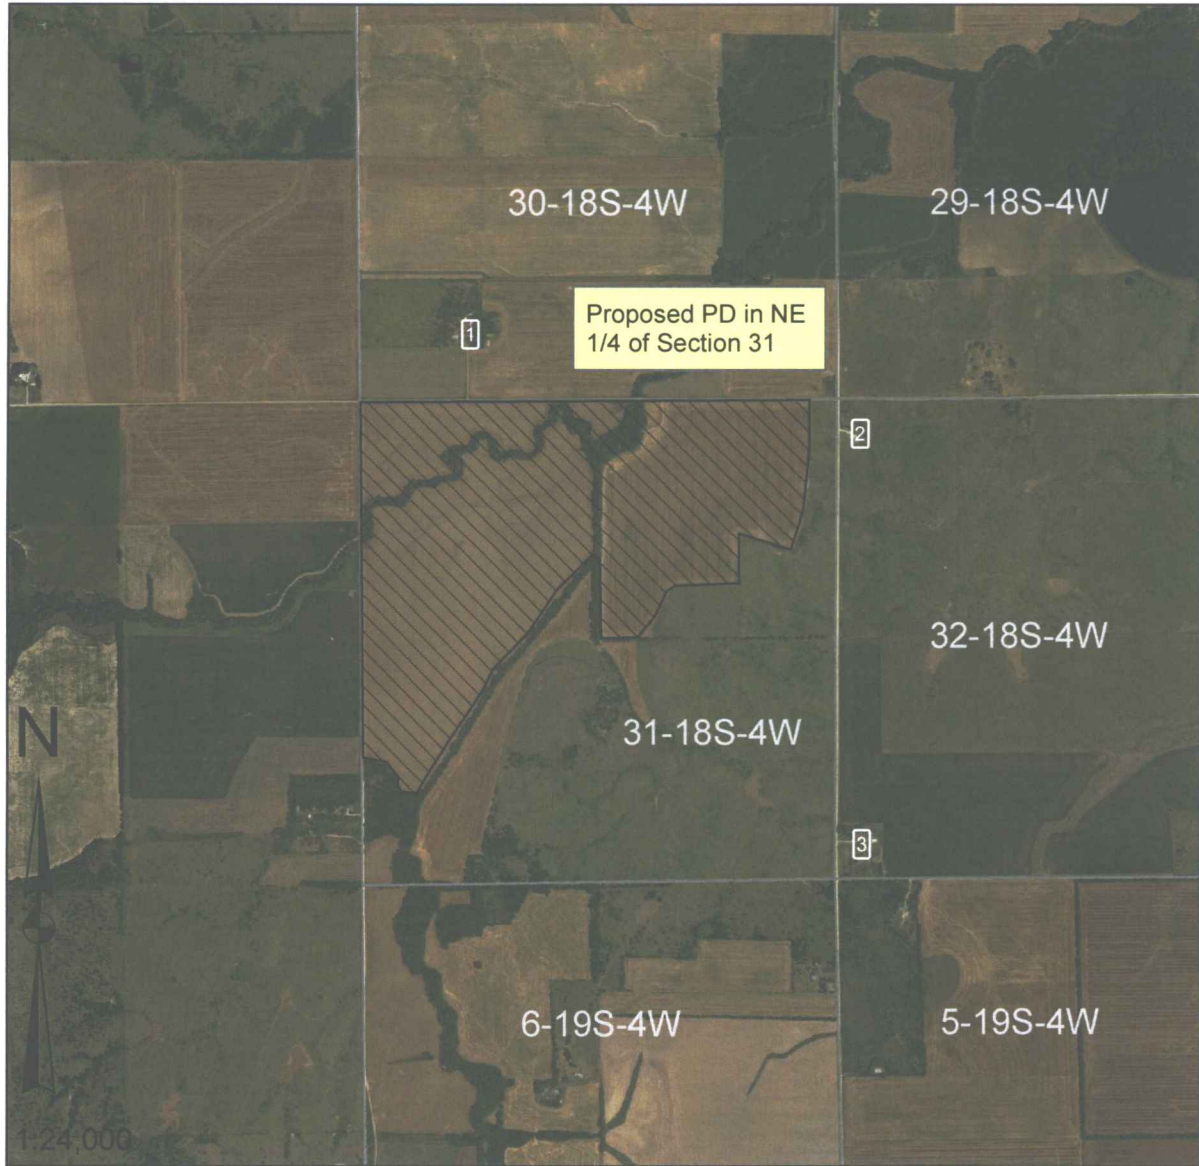 30-18S-4W
29-18S-4W
Proposed PD in NE
1/4 of Section 31
1
2
32-18S-4W
31-18S-4W
N
3
6-19S-4W
5-19S-4W
1:24,000